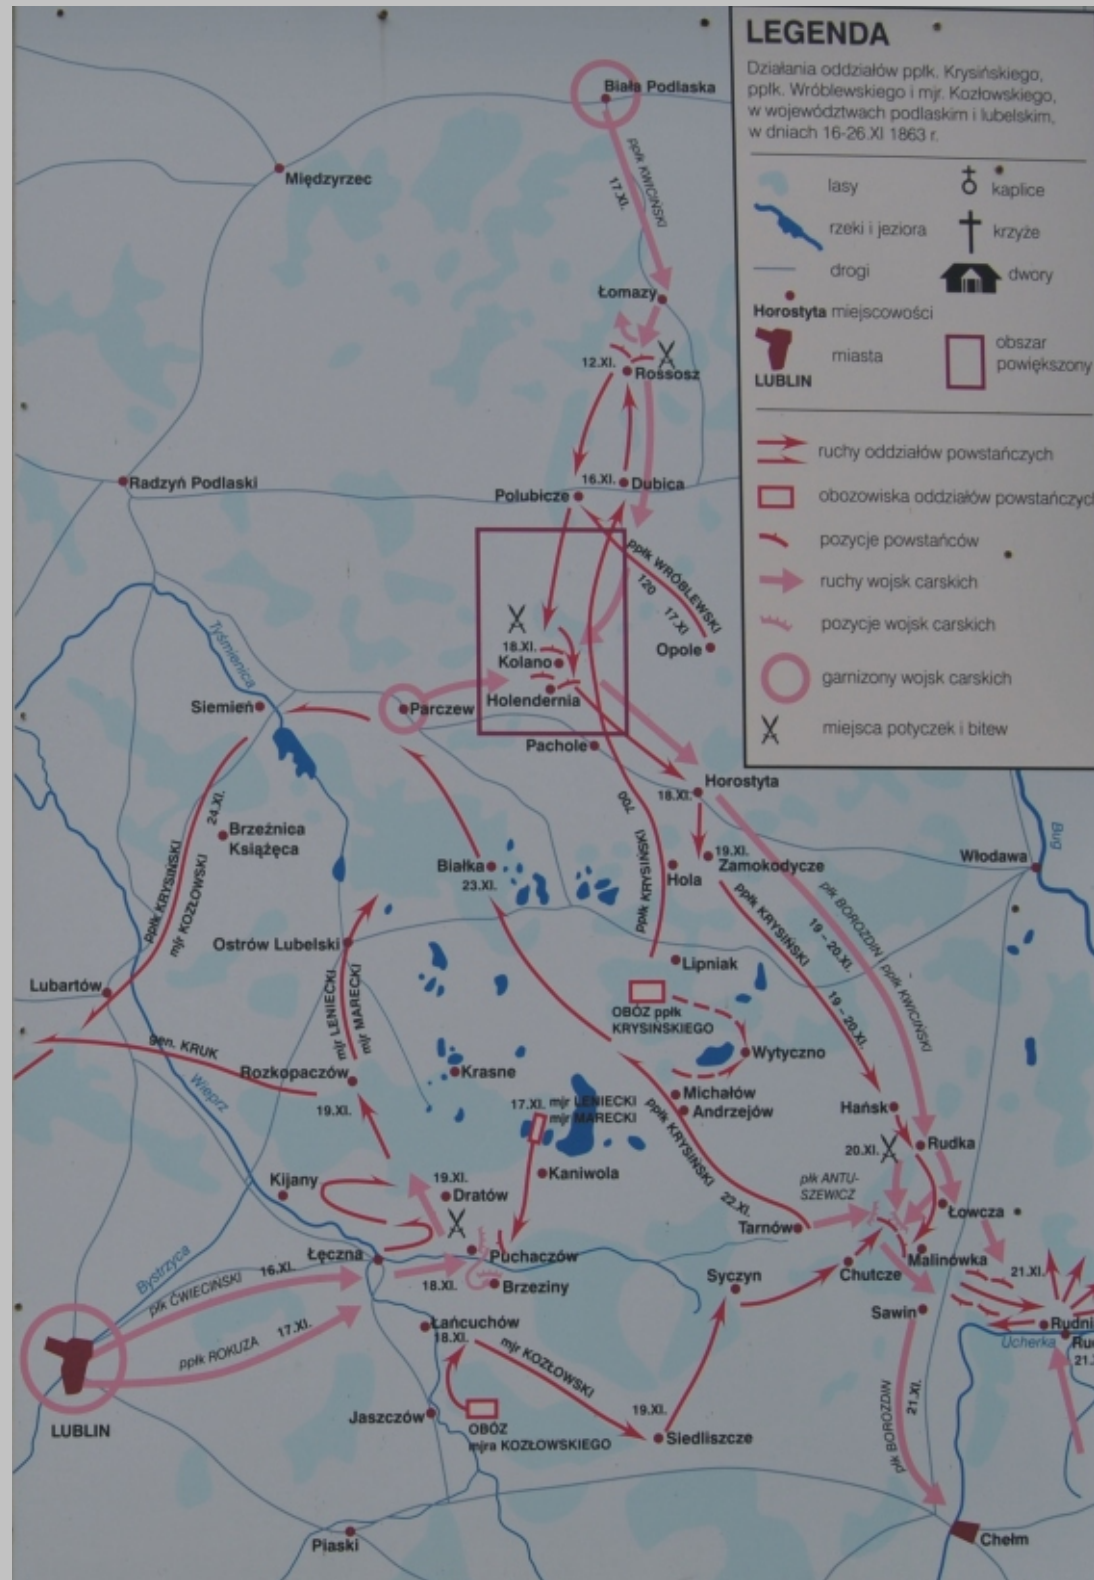 LEGENDA
Działania oddziałów ppłk. Krysińskiego,
ppłk. Wróblewskiego i mjr. Kozłowskiego,
w województwach podlaskim i lubelskim,
w dniach 16-26.XI 1863 r.
lasy
kaplice
rzeki i jeziora
krzyże
drogi
dwory
Horostyta miejscowości
miasta
LUBLIN
obszar
powiększony
ruchy oddziałów powstańczych
obozowiska oddziałów powstańczych
pozycje powstańców
ruchy wojsk carskich
pozycje wojsk carskich
garnizony wojsk carskich
miejsca potyczek i bitew
Biała Podlaska
ppłk KWICIŃSKI
17.XI.
Międzyrzec
Łomazy
12.XI.
Rossosz
Radzyń Podlaski
16.XI.
Dubica
Polubicze
ppłk WRÓBLEWSKI
120 17.XI
Opole
18.XI.
Kolano
Holendernia
Tyśmienica
Siemień
Parczew
Pachole
Horostyta
18.XI.
700
ppłk KRYSIŃSKI
24.XI.
Brzeźnica
Książęca
ppłk KRYSIŃSKI
mjr KOZŁOWSKI
Białka
23.XI.
Hola
19.XI.
Zamokodycze
Włodawa
Bug
ppłk KRYSIŃSKI
19 – 20.XI.
płk BOROZDIN ppłk KWICIŃSKI
19 – 20.XI.
Ostrów Lubelski
Lubartów
mjr LENIECKI
mjr MARECKI
Lipniak
OBÓZ ppłk
KRYSIŃSKIEGO
Wytyczno
gen. KRUK
Rozkopaczów
19.XI.
Wieprz
Krasne
Michałów
Andrzejów
17.XI. mjr LENIECKI
mjr MARECKI
Hańsk
20.XI.
Rudka
ppłk KRYSIŃSKI
22.XI.
Kijany
19.XI.
Dratów
Kaniwola
płk ANTU-
SZEWICZ
Tarnów
Łowcza
Łęczna
Puchaczów
Malinówka
Bystrzyca
płk ĆWIECIŃSKI 16.XI.
18.XI.
Brzeziny
Syczyn
Chutcze
21.XI.
Sawin
ppłk ROKUZA 17.XI.
Łańcuchów
18.XI.
mjr KOZŁOWSKI
Rudni
Ucherka
Ru
21.
LUBLIN
Jaszczów
OBÓZ
mjra KOZŁOWSKIEGO
19.XI.
Siedliszcze
płk BOROZDIN
21.XI.
Piaski
Chełm